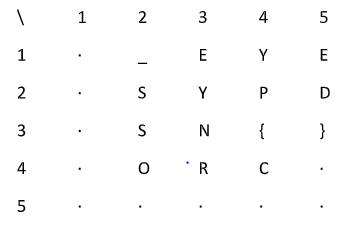 \ 1 2 3 4 5
1 · _ E Y E
2 · S Y P D
3 · S N { }
4 · O R C ·
5 · · · · ·